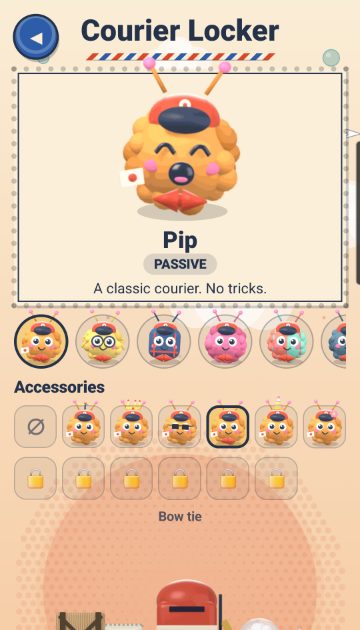 Courier Locker
Pip
PASSIVE
A classic courier. No tricks.
Accessories
Bow tie